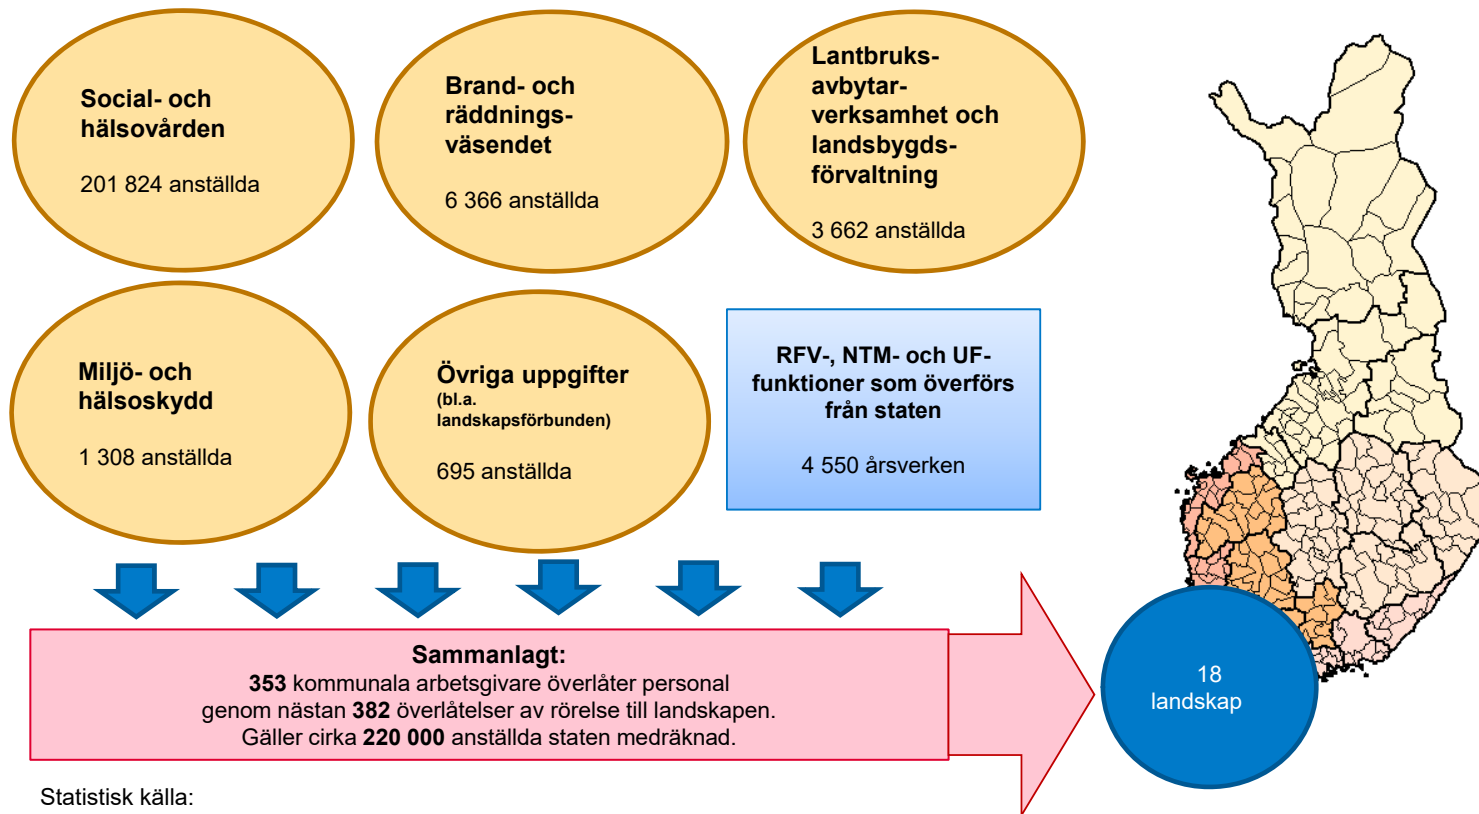 Social- och
hälsovården
201 824 anställda
Brand- och
räddnings-
väsendet
6 366 anställda
Lantbruks-
avbytar-
verksamhet och
landsbygds-
förvaltning
3 662 anställda
Miljö- och
hälsoskydd
1 308 anställda
Övriga uppgifter
(bl.a.
landskapsförbunden)
695 anställda
RFV-, NTM- och UF-
funktioner som överförs
från staten
4 550 årsverken
Sammanlagt:
353 kommunala arbetsgivare överlåter personal
genom nästan 382 överlåtelser av rörelse till landskapen.
Gäller cirka 220 000 anställda staten medräknad.
18
landskap
Statistisk källa: